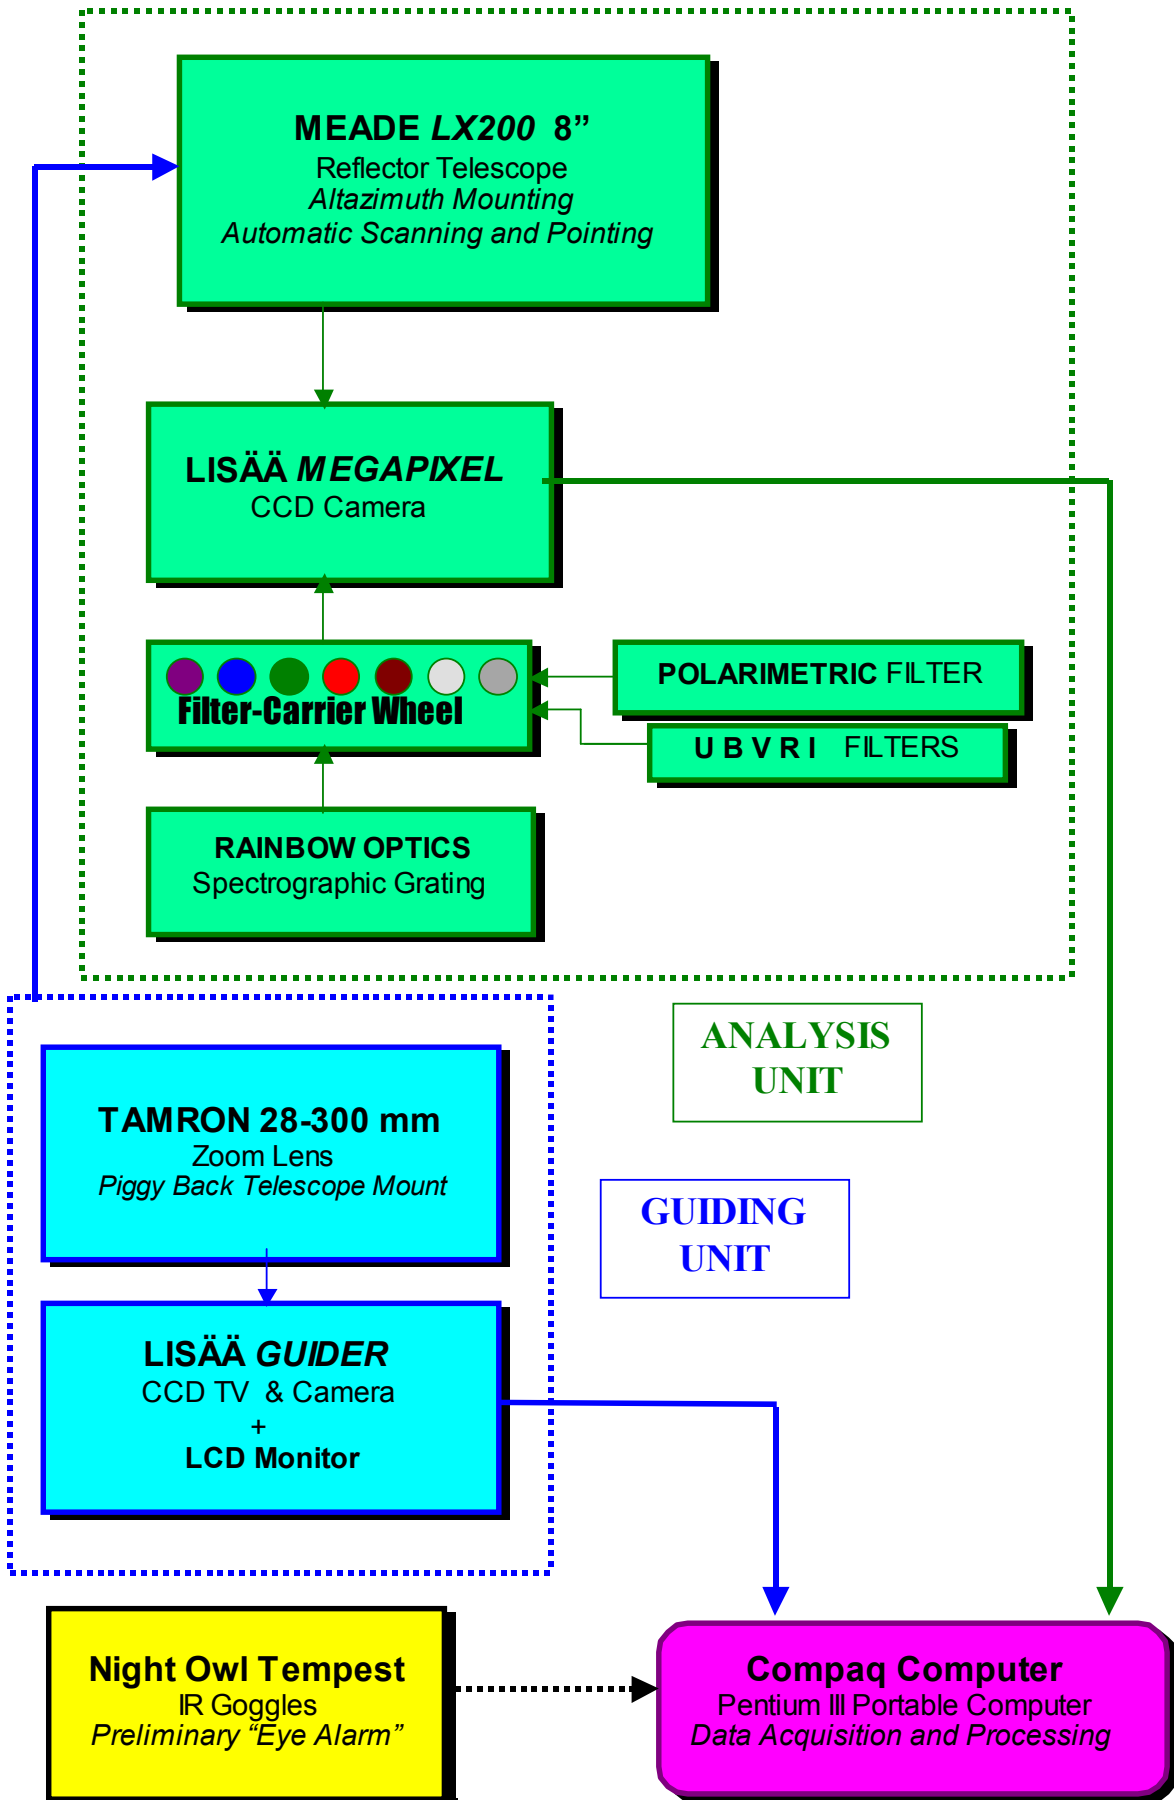 MEADE LX200 8”
Reflector Telescope
Altazimuth Mounting
Automatic Scanning and Pointing
LISÄÄ MEGAPIXEL
CCD Camera
Filter-Carrier Wheel
POLARIMETRIC FILTER
U B V R I FILTERS
RAINBOW OPTICS
Spectrographic Grating
ANALYSIS
UNIT
TAMRON 28-300 mm
Zoom Lens
Piggy Back Telescope Mount
GUIDING
UNIT
LISÄÄ GUIDER
CCD TV & Camera
+
LCD Monitor
Night Owl Tempest
IR Goggles
Preliminary “Eye Alarm”
Compaq Computer
Pentium III Portable Computer
Data Acquisition and Processing